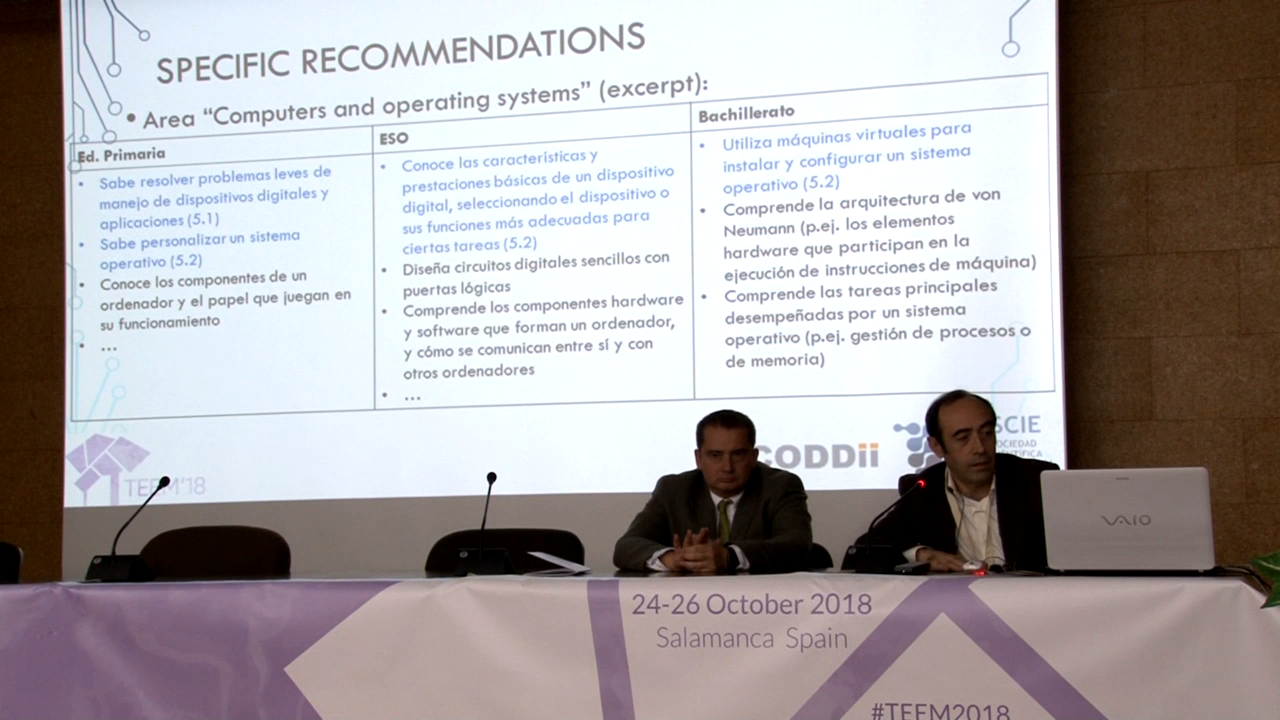 SPECIFIC RECOMMENDATIONS
• Area “Computers and operating systems” (excerpt):
Ed. Primaria
• Sabe resolver problemas leves de
manejo de dispositivos digitales y
aplicaciones (5.1)
• Sabe personalizar un sistema
operativo (5.2)
• Conoce los componentes de un
ordenador y el papel que juegan en
su funcionamiento
• ...
ESO
• Conoce las características y
prestaciones básicas de un dispositivo
digital, seleccionando el dispositivo o
sus funciones más adecuadas para
ciertas tareas (5.2)
• Diseña circuitos digitales sencillos con
puertas lógicas
• Comprende los componentes hardware
y software que forman un ordenador,
y cómo se comunican entre sí y con
otros ordenadores
• ...
Bachillerato
• Utiliza máquinas virtuales para
instalar y configurar un sistema
operativo (5.2)
• Comprende la arquitectura de von
Neumann (p.ej. los elementos
hardware que participan en la
ejecución de instrucciones de máquina)
• Comprende las tareas principales
desempeñadas por un sistema
operativo (p.ej. gestión de procesos o
de memoria)
TEEM'18
CODDii
SCIE
VAIO
24-26 October 2018
Salamanca Spain
#TEEM2018